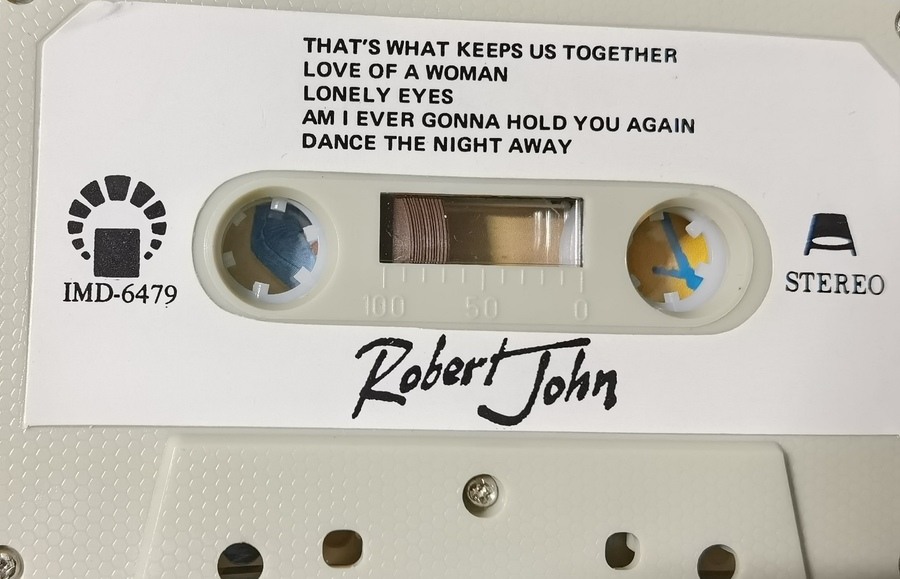 THAT'S WHAT KEEPS US TOGETHER
LOVE OF A WOMAN
LONELY EYES
AM I EVER GONNA HOLD YOU AGAIN
DANCE THE NIGHT AWAY
IMD-6479
100 50 0
STEREO
Robert John